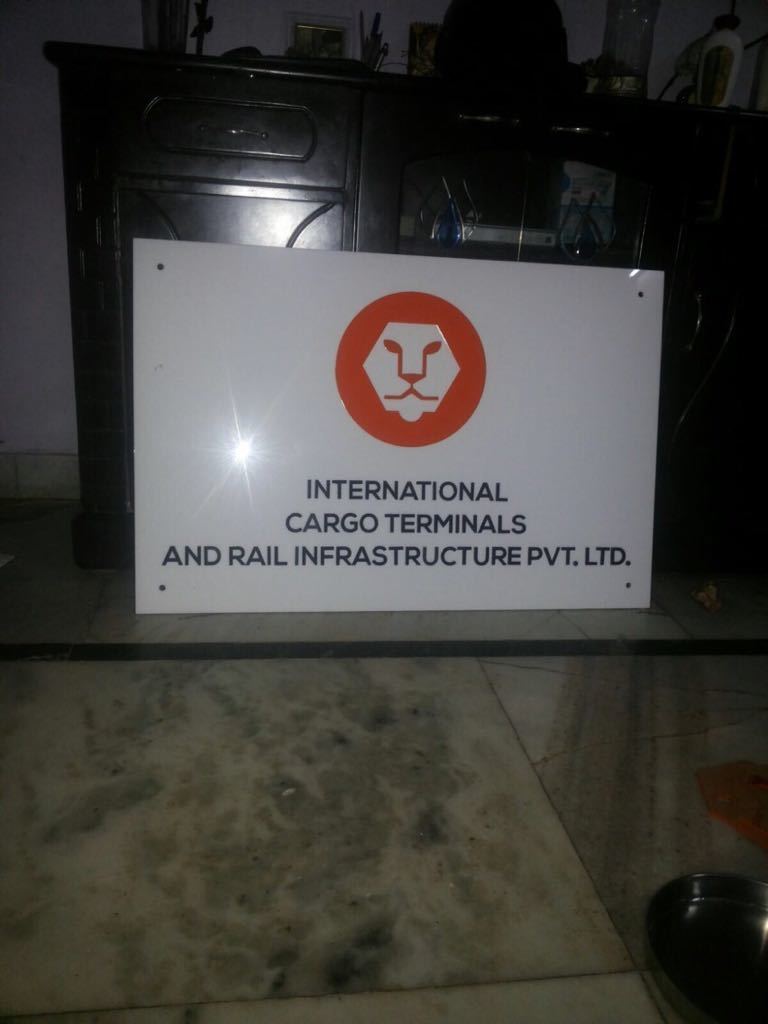 INTERNATIONAL
CARGO TERMINALS
AND RAIL INFRASTRUCTURE PVT. LTD.